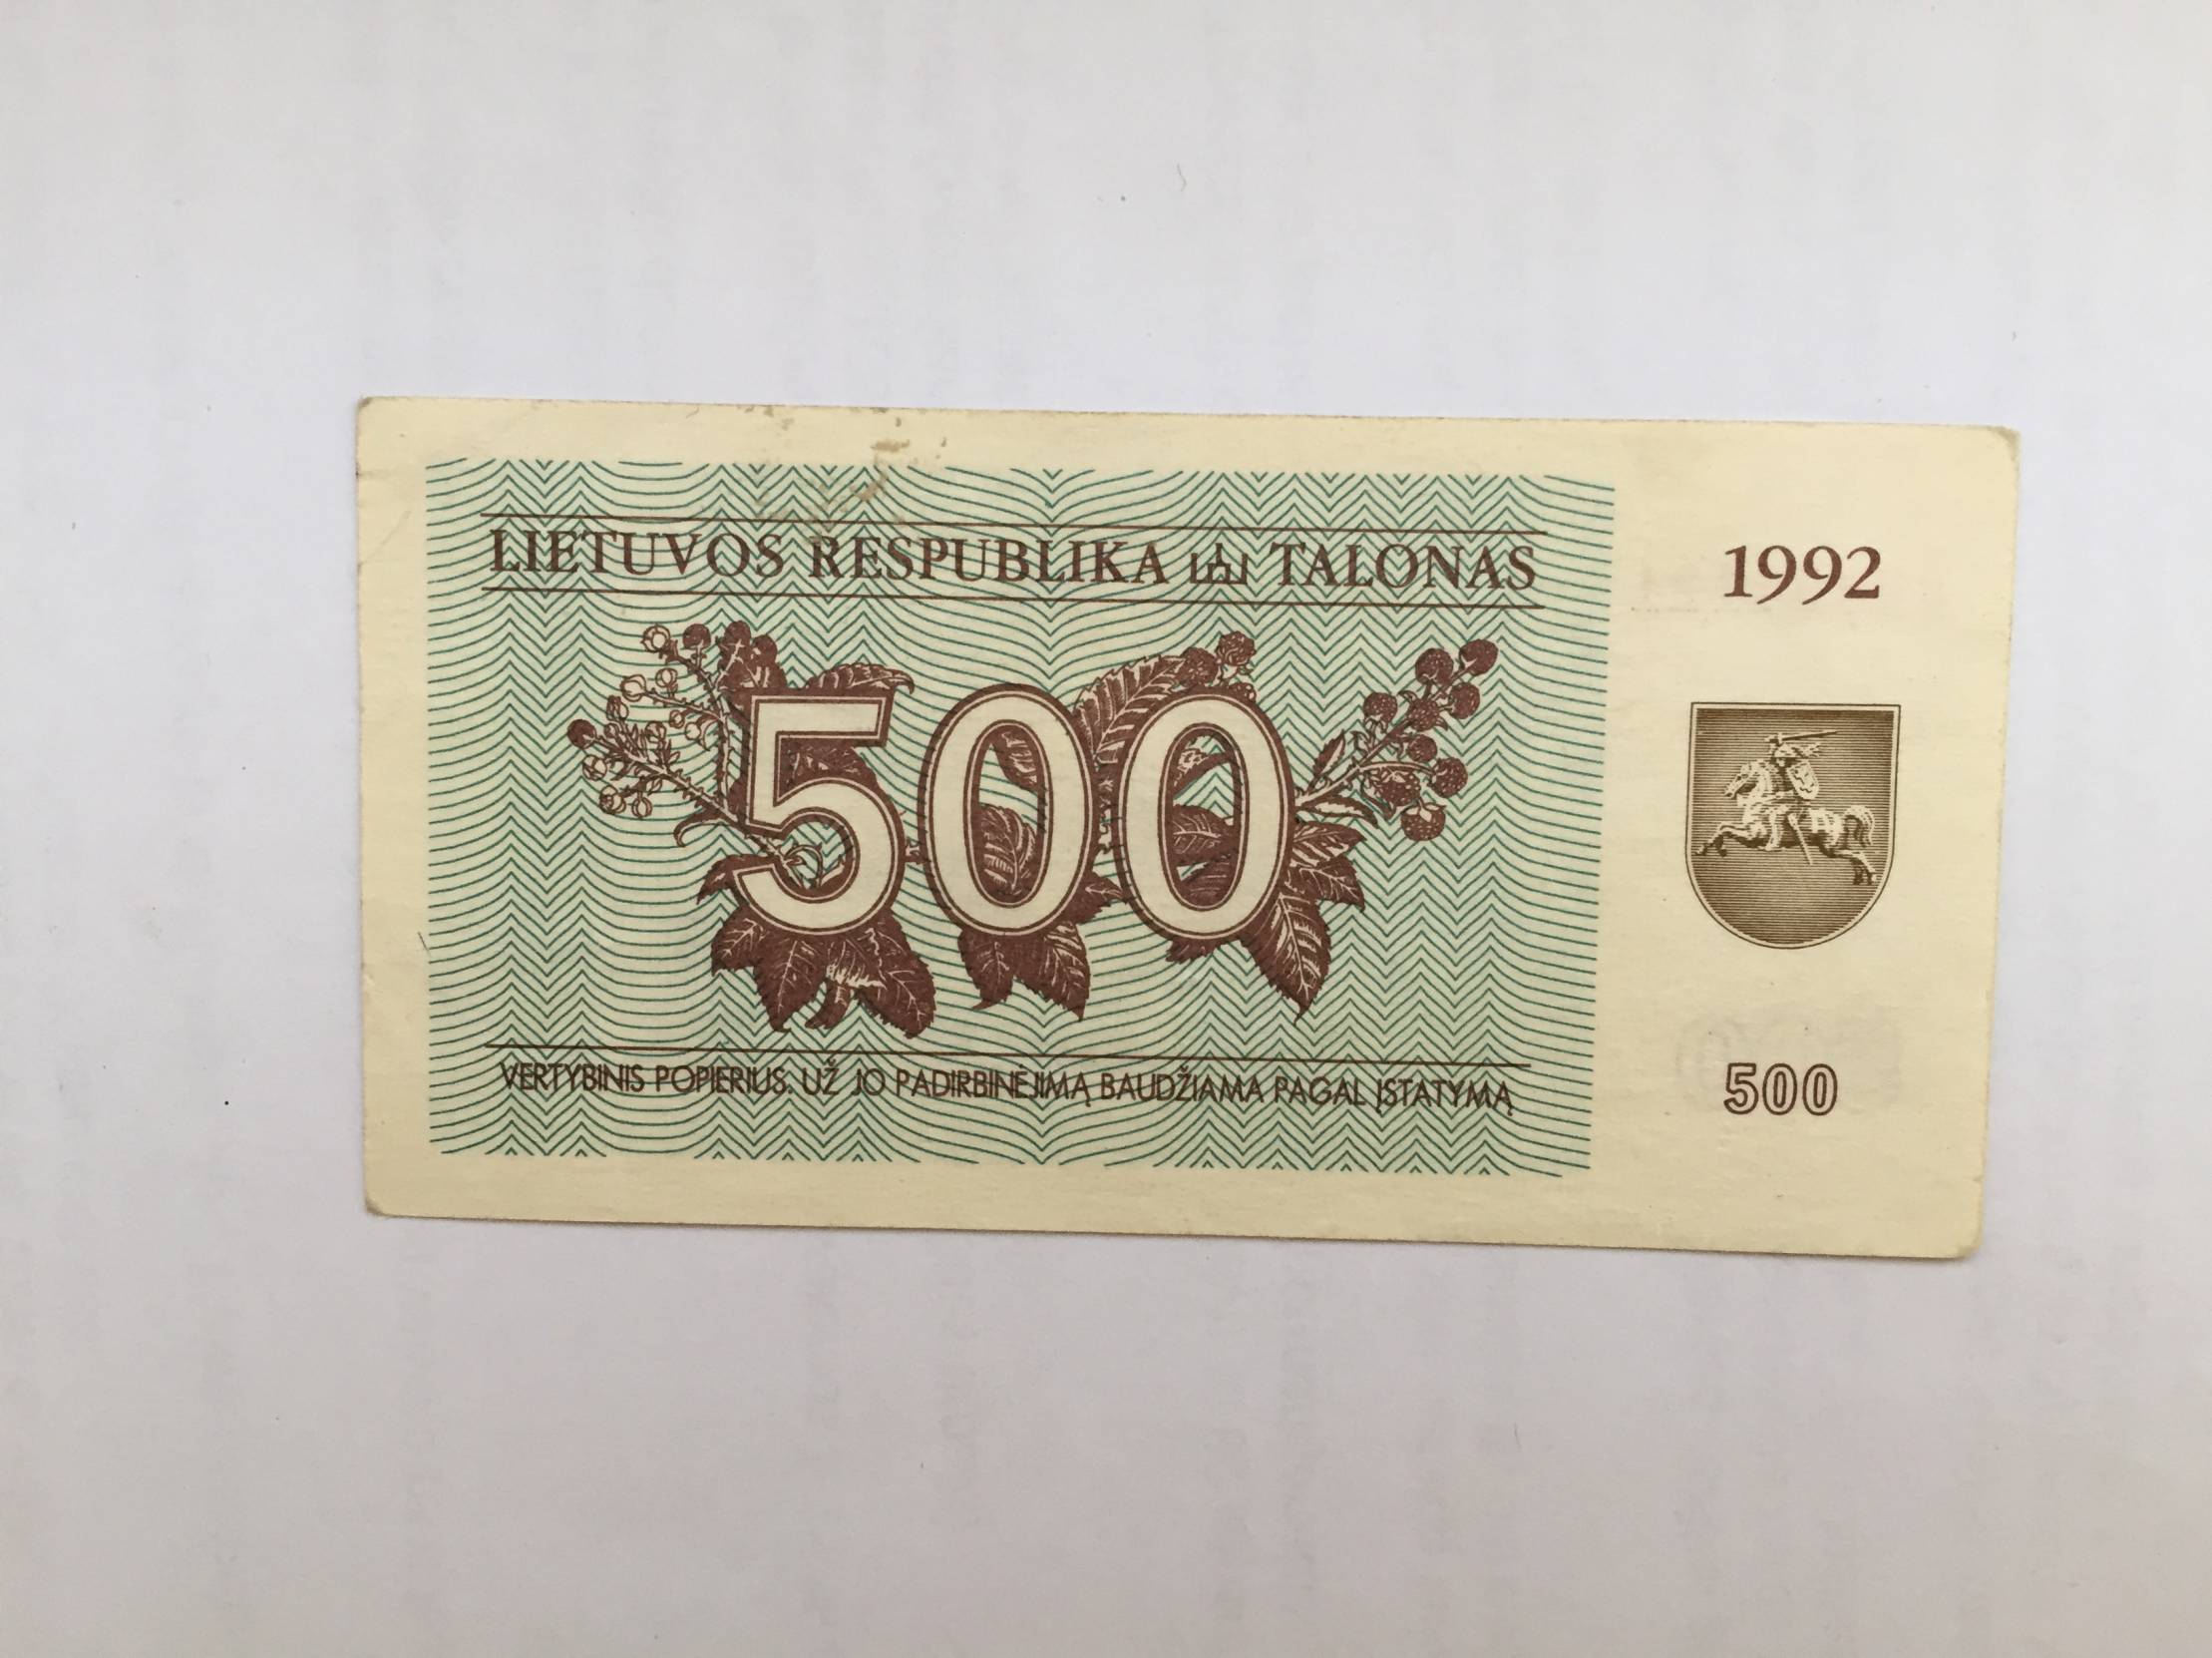 LIETUVOS RESPUBLIKA TALONAS
1992
500
VERTYBINIS POPIERIUS. UŽ JO PADIRBINĖJIMĄ BAUDŽIAMA PAGAL ĮSTATYMĄ
500